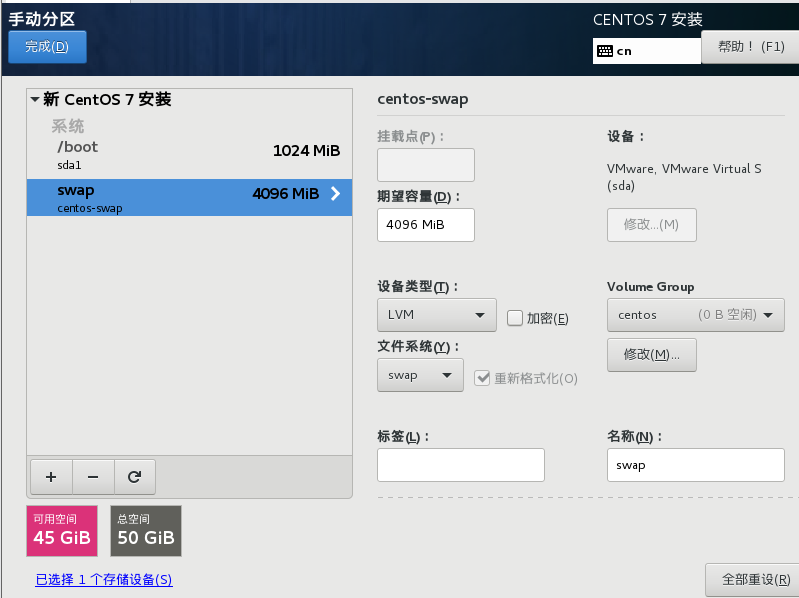 手动分区
CENTOS 7 安装
完成(D)
cn
帮助！ (F1)
新 CentOS 7 安装
系统
/boot
1024 MiB
sda1
swap
4096 MiB
centos-swap
+ −
可用空间
45 GiB
总空间
50 GiB
已选择 1 个存储设备(S)
centos-swap
挂载点(P)：
设备：
VMware, VMware Virtual S
(sda)
期望容量(D)：
4096 MiB
修改...(M)
设备类型(T)：
Volume Group
LVM
加密(E)
centos (0 B 空闲)
文件系统(Y)：
修改(M)...
swap
重新格式化(O)
标签(L)：
名称(N)：
swap
全部重设(R)